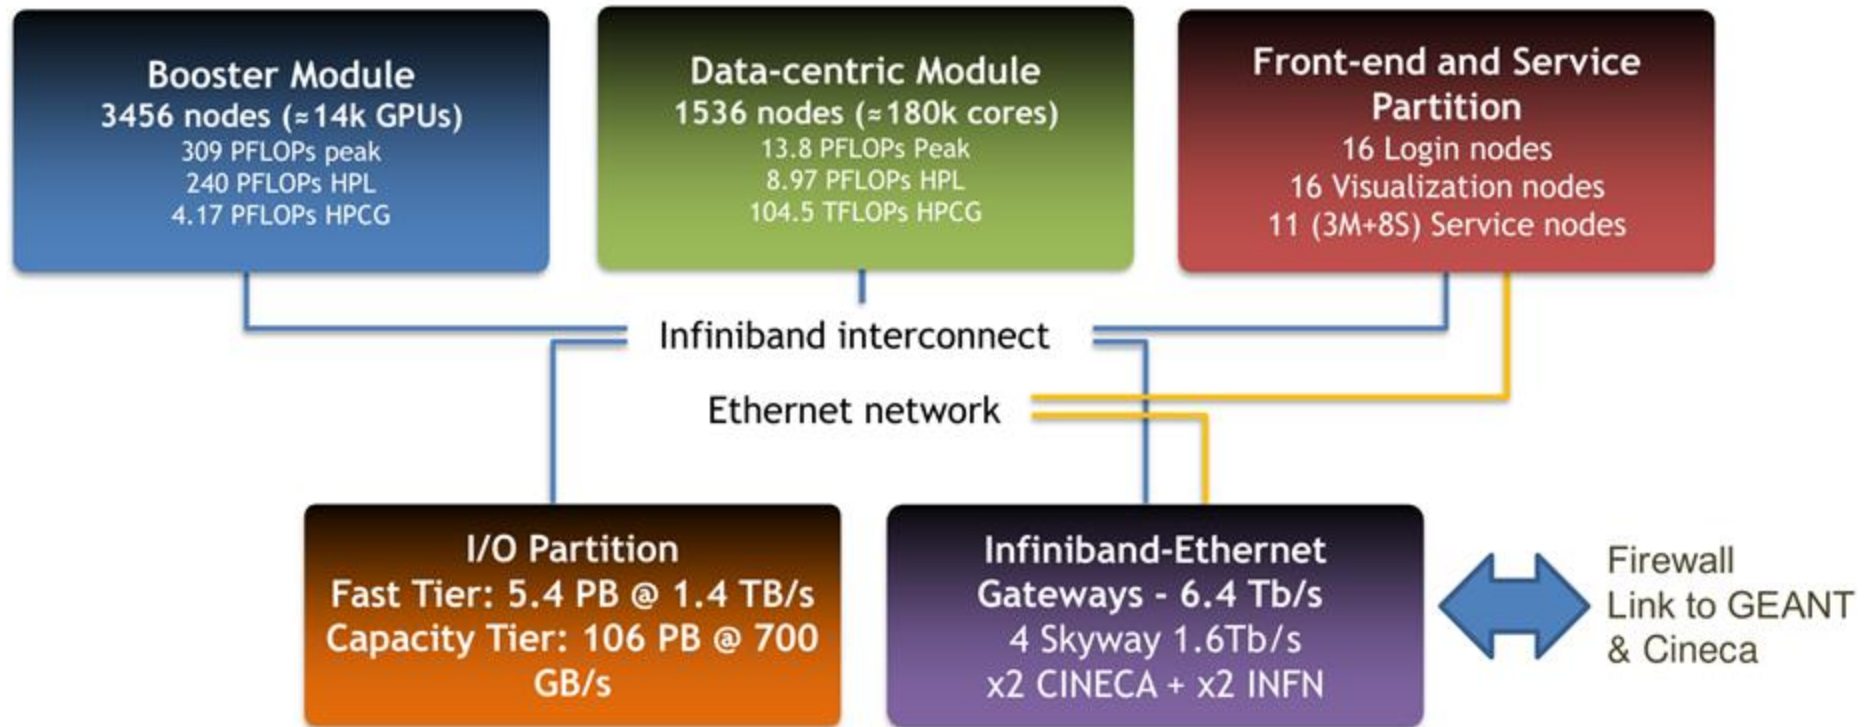 Booster Module
3456 nodes (≈14k GPUs)
309 PFLOPs peak
240 PFLOPs HPL
4.17 PFLOPs HPCG
Data-centric Module
1536 nodes (≈180k cores)
13.8 PFLOPs Peak
8.97 PFLOPs HPL
104.5 TFLOPs HPCG
Front-end and Service
Partition
16 Login nodes
16 Visualization nodes
11 (3M+8S) Service nodes
Infiniband interconnect
Ethernet network
I/O Partition
Fast Tier: 5.4 PB @ 1.4 TB/s
Capacity Tier: 106 PB @ 700
GB/s
Infiniband-Ethernet
Gateways - 6.4 Tb/s
4 Skyway 1.6Tb/s
x2 CINECA + x2 INFN
Firewall
Link to GEANT
& Cineca